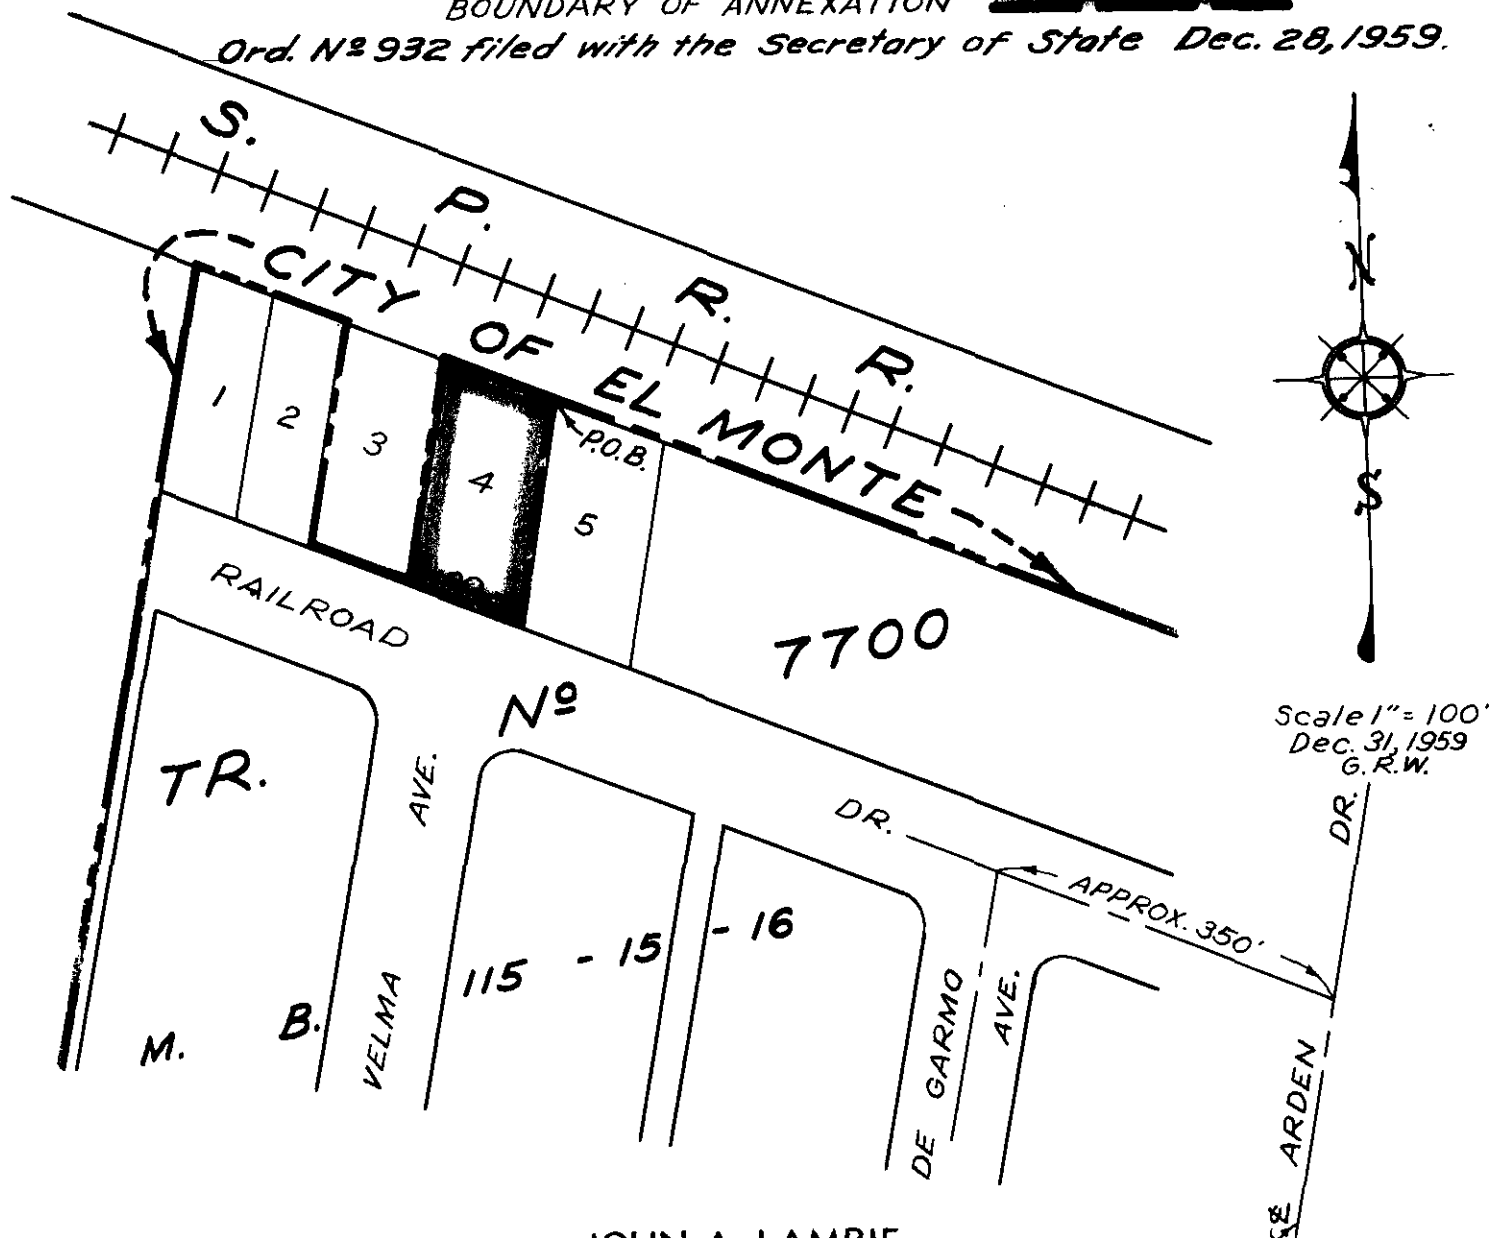 BOUNDARY OF ANNEXATION
Ord. Nº 932 filed with the Secretary of State Dec. 28, 1959.
S. P. R. R.
CITY OF EL MONTE
N
S
1
2
3
4
5
P.O.B.
RAILROAD
DR.
7700
Nº
TR.
Scale 1" = 100'
Dec. 31, 1959
G. R. W.
DR.
AVE.
VELMA
APPROX. 350'
M. B. 115 - 15 - 16
DE GARMO
AVE.
ARDEN